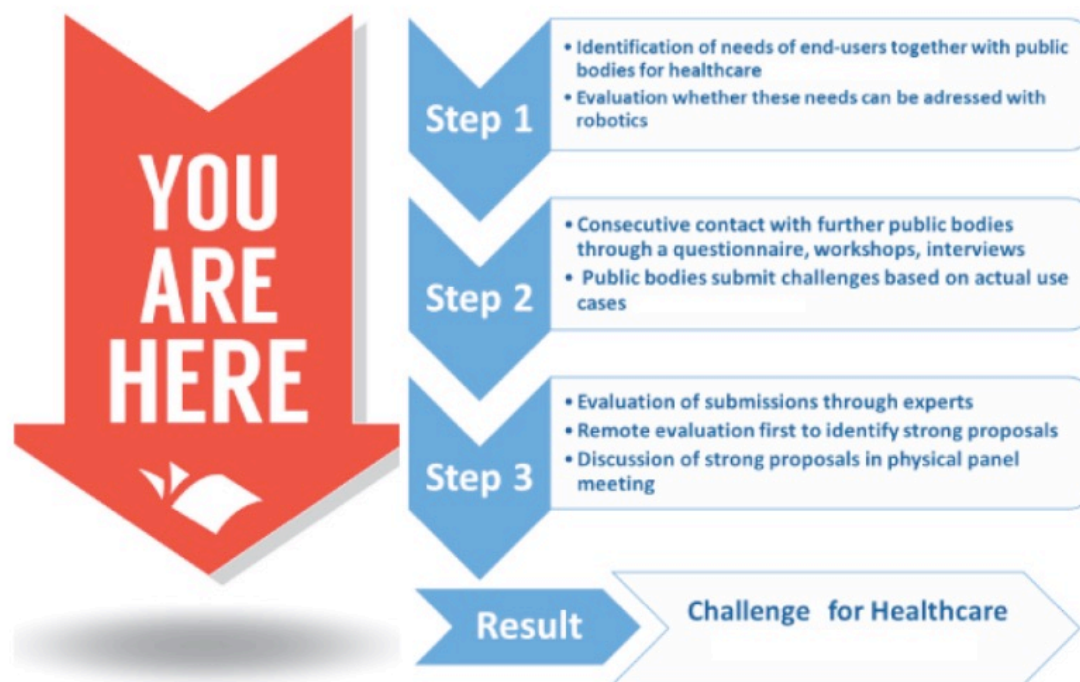 YOU
ARE
HERE
Step 1
• Identification of needs of end-users together with public
bodies for healthcare
• Evaluation whether these needs can be adressed with
robotics
Step 2
• Consecutive contact with further public bodies
through a questionnaire, workshops, interviews
• Public bodies submit challenges based on actual use
cases
Step 3
• Evaluation of submissions through experts
• Remote evaluation first to identify strong proposals
• Discussion of strong proposals in physical panel
meeting
Result
Challenge for Healthcare